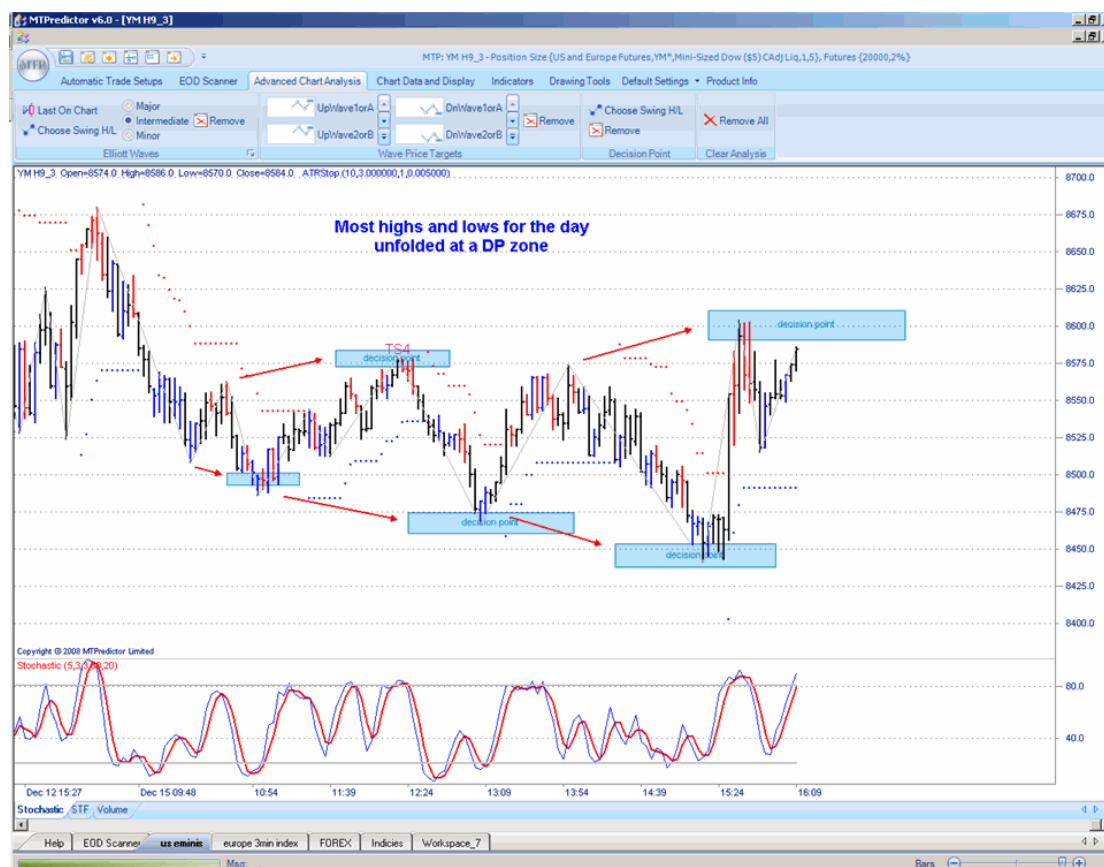 MTPredictor v6.0 - [YM H9_3]
MTP
MTP: YM H9_3 - Position Size {US and Europe Futures,YM*,Mini-Sized Dow ($5) CAdj Liq,1,5}, Futures {20000,2%}
Automatic Trade Setups EOD Scanner Advanced Chart Analysis Chart Data and Display Indicators Drawing Tools Default Settings Product Info
Last On Chart
Choose Swing H/L
Major
Intermediate
Minor
Remove
Elliott Waves
UpWave1orA
UpWave2orB
DnWave1orA
DnWave2orB
Remove
Wave Price Targets
Choose Swing H/L
Remove
Decision Point
Remove All
Clear Analysis
YM H9_3 Open=8574.0 High=8586.0 Low=8570.0 Close=8584.0 ATRStop (10,3.000000,1,0.005000)
Most highs and lows for the day
unfolded at a DP zone
TS4
decision point
decision point
decision point
decision point
8700.0
8675.0
8650.0
8625.0
8600.0
8575.0
8550.0
8525.0
8500.0
8475.0
8450.0
8425.0
8400.0
Copyright © 2008 MTPredictor Limited
Stochastic (5,3,3,80,20)
80.0
40.0
Dec 12 15:27 Dec 15 09:48 10:54 11:39 12:24 13:09 13:54 14:39 15:24 16:09
Stochastic STF Volume
Help EOD Scanner us eminis europe 3min index FOREX Indicies Workspace_7
Msg:
Bars